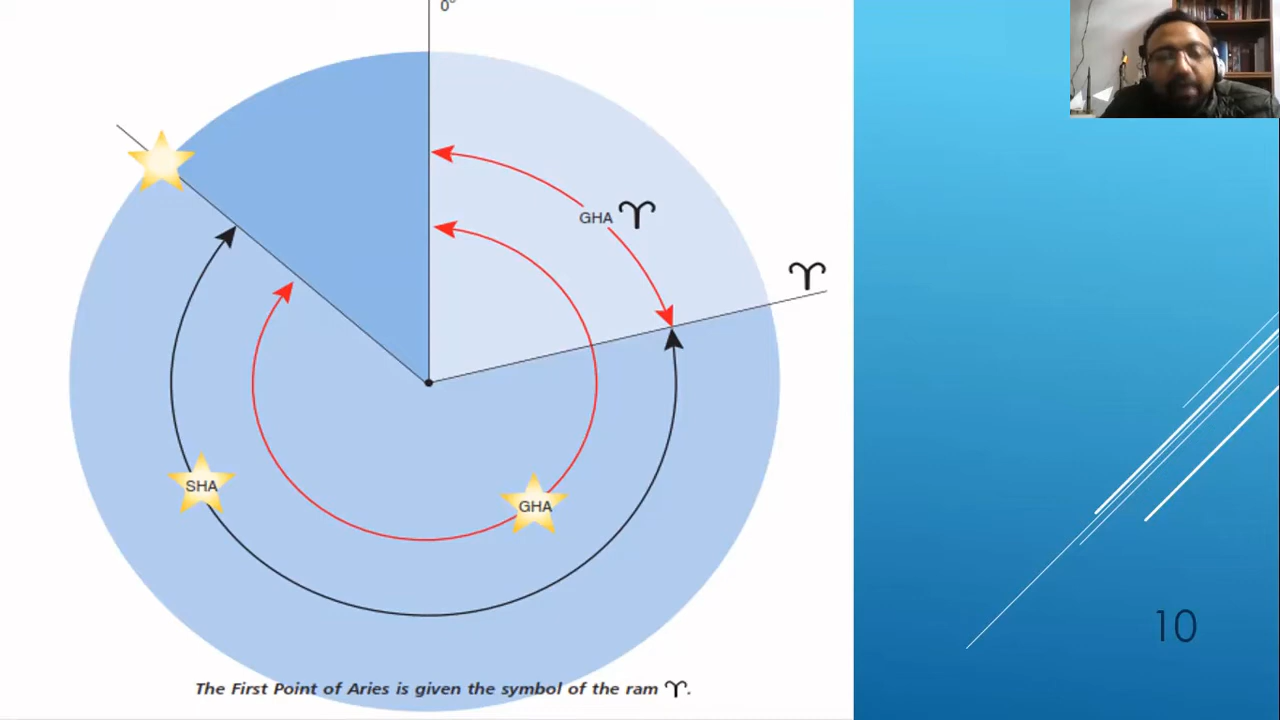 0°
GHA ♈
♈
SHA
GHA
10
The First Point of Aries is given the symbol of the ram ♈.